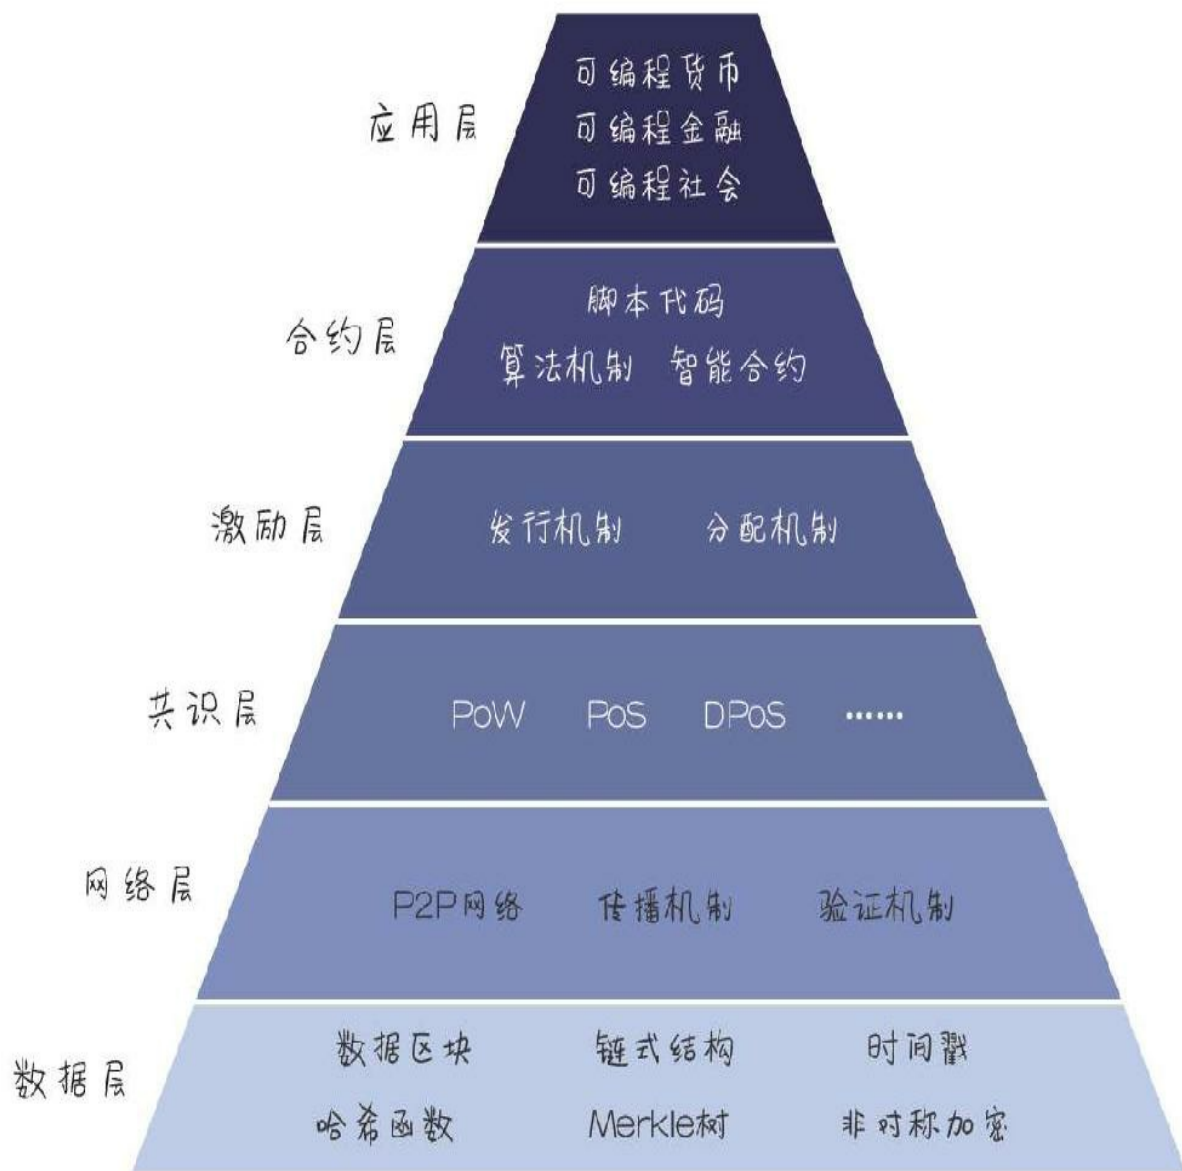 可编程货币
应用层 可编程金融
可编程社会
脚本代码
合约层
算法机制 智能合约
激励层 发行机制 分配机制
共识层 PoW PoS DPoS ······
网络层 P2P网络 传播机制 验证机制
数据区块 链式结构 时间戳
数据层
哈希函数 Merkle树 非对称加密